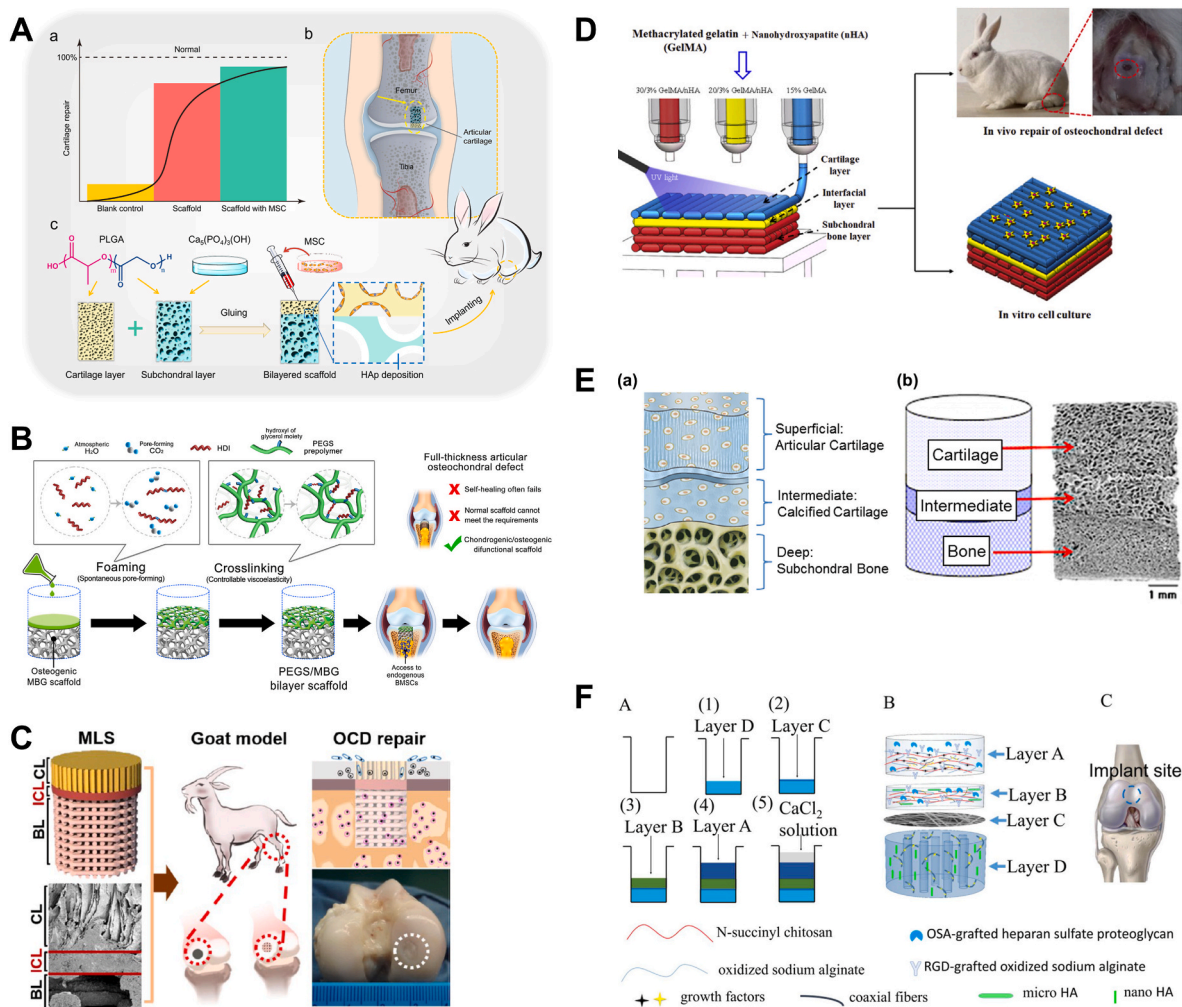 A
a
100%
Normal
Cartilage repair
Blank control
Scaffold
Scaffold with MSC
b
Femur
Articular
cartilage
Titra
c
PLGA
Ca₅(PO₄)₃(OH)
MSC
HO
O
O
m
O
O
n
H
Gluing
Implanting
Cartilage layer
Subchondral layer
Bilayered scaffold
HAp deposition
B
Atmospheric
H₂O
Pore-forming
CO₂
HDI
hydroxyl of
glycerol moiety
PEGS
prepolymer
Full-thickness articular
osteochondral defect
Self-healing often fails
Normal scaffold cannot
meet the requirements
Chondrogenic/osteogenic
difunctional scaffold
Foaming
(Spontaneous pore-forming)
Crosslinking
(Controllable viscoelasticity)
Osteogenic
MBG scaffold
PEGS/MBG
bilayer scaffold
Access to
endogenous
BMSCs
C
MLS
Goat model
OCD repair
CL
ICL
BL
CL
ICL
BL
D
Methacrylated gelatin + Nanohydroxyapatite (nHA)
(GelMA)
30/3% GelMA/nHA
20/3% GelMA/nHA
15% GelMA
UV light
Cartilage
layer
Interfacial
layer
Subchondral
bone layer
In vivo repair of osteochondral defect
In vitro cell culture
E
(a)
Superficial:
Articular Cartilage
Intermediate:
Calcified Cartilage
Deep:
Subchondral Bone
(b)
Cartilage
Intermediate
Bone
1 mm
F
A
(1)
Layer D
(2)
Layer C
(3)
Layer B
(4)
Layer A
(5)
CaCl₂
solution
B
Layer A
Layer B
Layer C
Layer D
C
Implant site
N-succinyl chitosan
OSA-grafted heparan sulfate proteoglycan
oxidized sodium alginate
RGD-grafted oxidized sodium alginate
growth factors
coaxial fibers
micro HA
nano HA